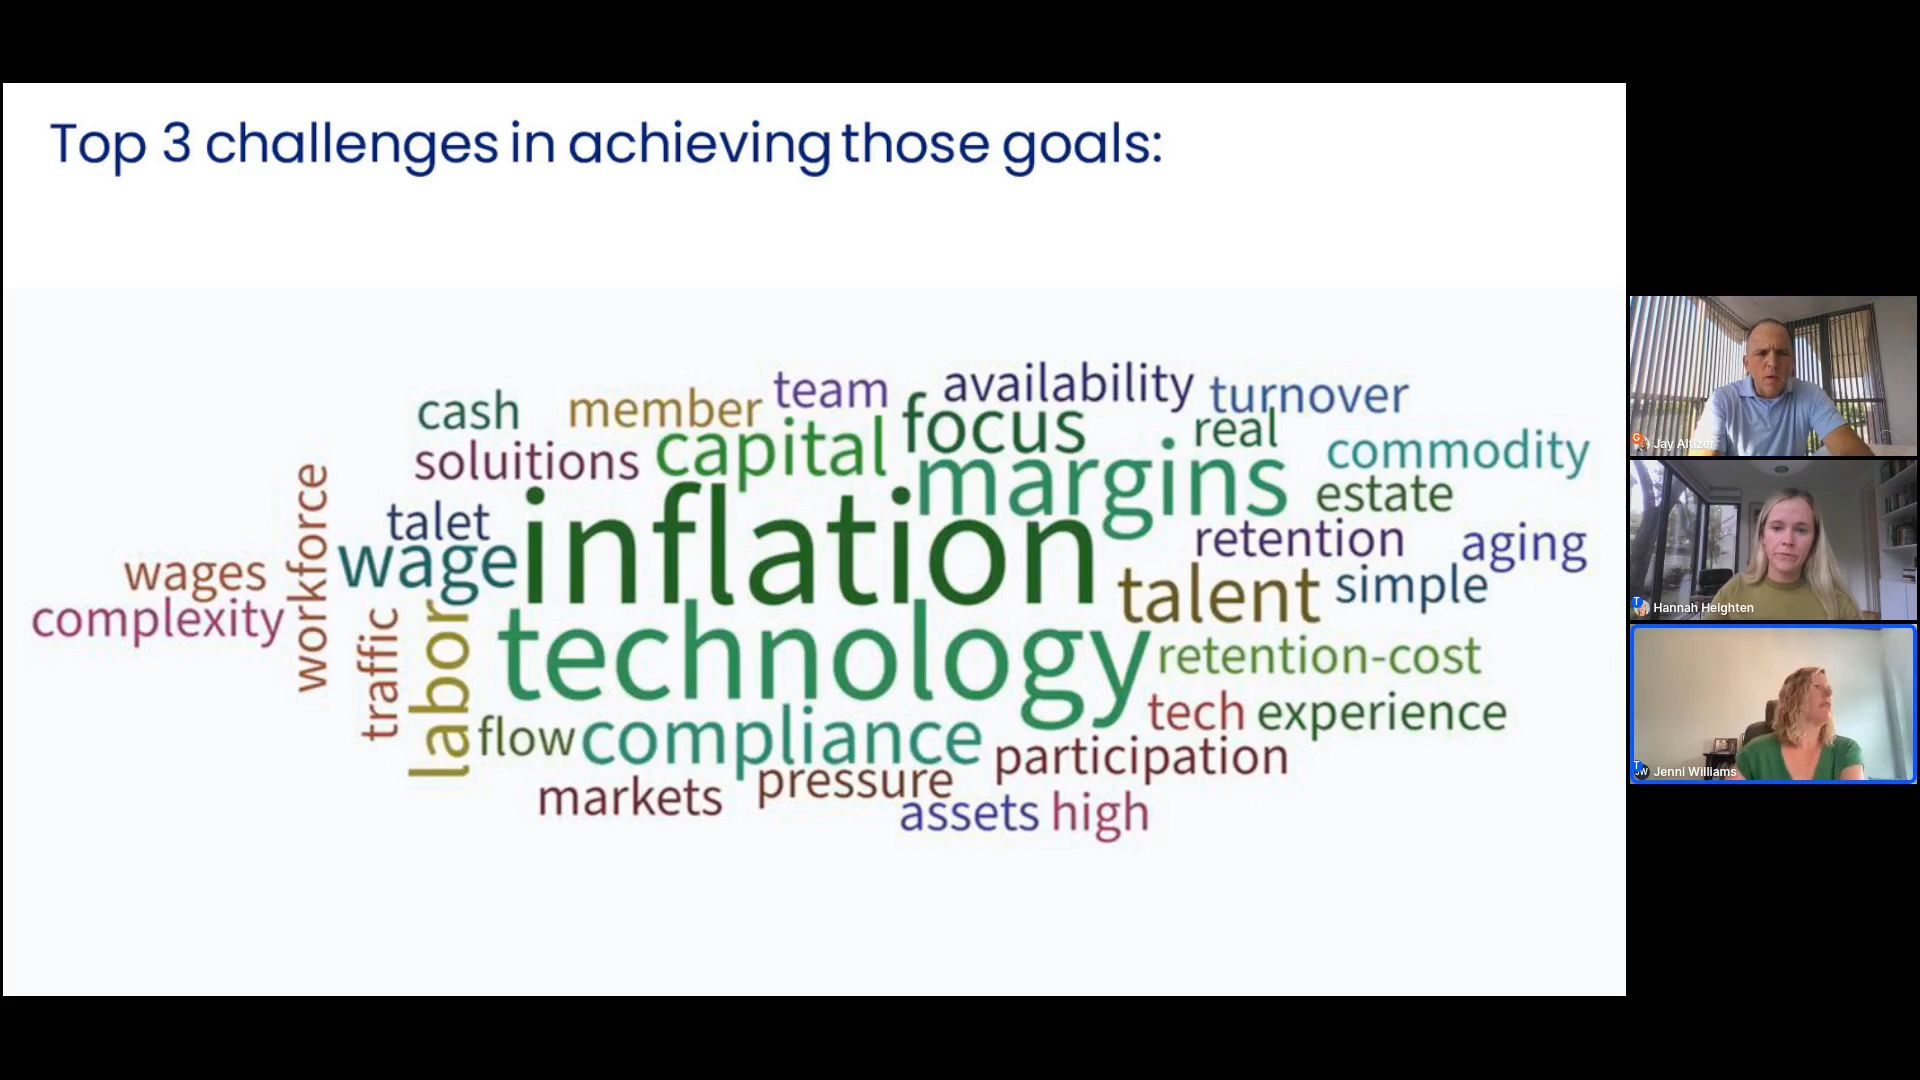 Top 3 challenges in achieving those goals:
cash
member
team
availability
turnover
soluitions
capital
focus
real
commodity
margins
estate
workforce
talet
inflation
retention
aging
wages
wage
talent
simple
complexity
traffic
labor
technology
retention-cost
tech
experience
flow
compliance
participation
markets
pressure
assets
high
Jay Altizer
Hannah Heighten
Jenni Williams